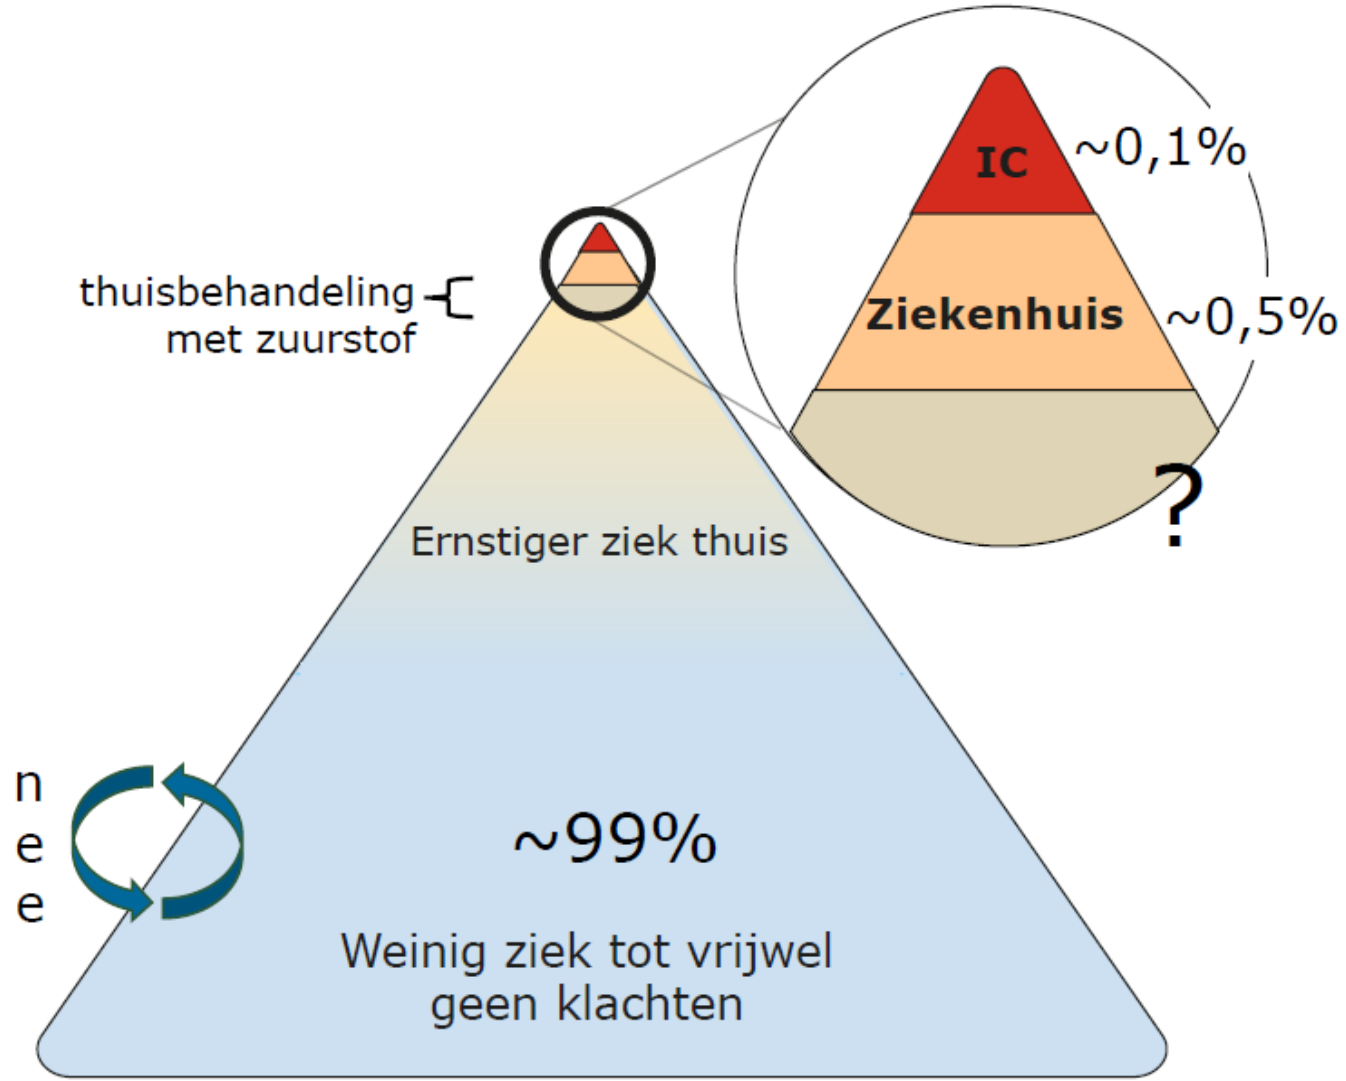 IC
~0,1%
Ziekenhuis
~0,5%
?
thuisbehandeling
met zuurstof
Ernstiger ziek thuis
n
e
e
~99%
Weinig ziek tot vrijwel
geen klachten